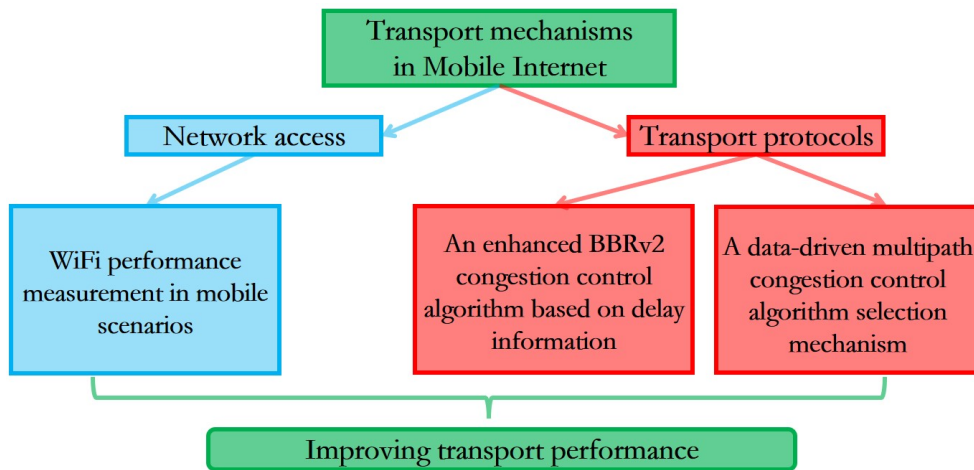 Transport mechanisms
in Mobile Internet
Network access
Transport protocols
WiFi performance
measurement in mobile
scenarios
An enhanced BBRv2
congestion control
algorithm based on delay
information
A data-driven multipath
congestion control
algorithm selection
mechanism
Improving transport performance